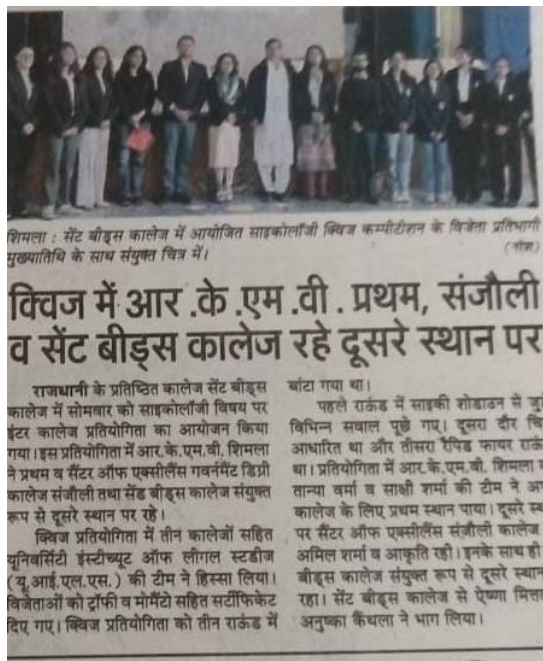 शिमला : सेंट बीड्स कालेज में आयोजित साइकोलॉजी क्विज कम्पीटीशन के विजेता प्रतिभागी
मुख्यातिथि के साथ संयुक्त चित्र में।
क्विज में आर .के .एम .वी . प्रथम, संजौली
व सेंट बीड्स कालेज रहे दूसरे स्थान पर
राजधानी के प्रतिष्ठित कालेज सेंट बीड्स
कालेज में सोमवार को साइकोलॉजी विषय पर
इंटर कालेज प्रतियोगिता का आयोजन किया
गया। इस प्रतियोगिता में आर.के.एम.वी. शिमला
ने प्रथम व सैंटर ऑफ एक्सीलैंस गवर्नमैंट डिग्री
कालेज संजौली तथा सेंड बीड्स कालेज संयुक्त
रूप से दूसरे स्थान पर रहे।
क्विज प्रतियोगिता में तीन कालेजों सहित
यूनिवर्सिटी इंस्टीच्यूट ऑफ लीगल स्टडीज
(यू.आई.एल.एस.) की टीम ने हिस्सा लिया।
विजेताओं को ट्रॉफी व मोमैंटो सहित सर्टीफिकेट
दिए गए। क्विज प्रतियोगिता को तीन राऊंड में
बांटा गया था।
पहले राऊंड में साइकी शोडाउन से
विभिन्न सवाल पूछे गए। दूसरा दौर
आधारित था और तीसरा रैपिड फायर
था। प्रतियोगिता में आर.के.एम.वी. शिमला
तान्या वर्मा व साक्षी शर्मा की टीम ने
कालेज के लिए प्रथम स्थान पाया। दूसरे
पर सैंटर ऑफ एक्सीलैंस संजौली कालेज
अमिल शर्मा व आकृति रही। इनके साथ ही
बीड्स कालेज संयुक्त रूप से दूसरे स्थान
रहा। सेंट बीड्स कालेज से ऐष्णा
अनुष्का कैंथला ने भाग लिया।